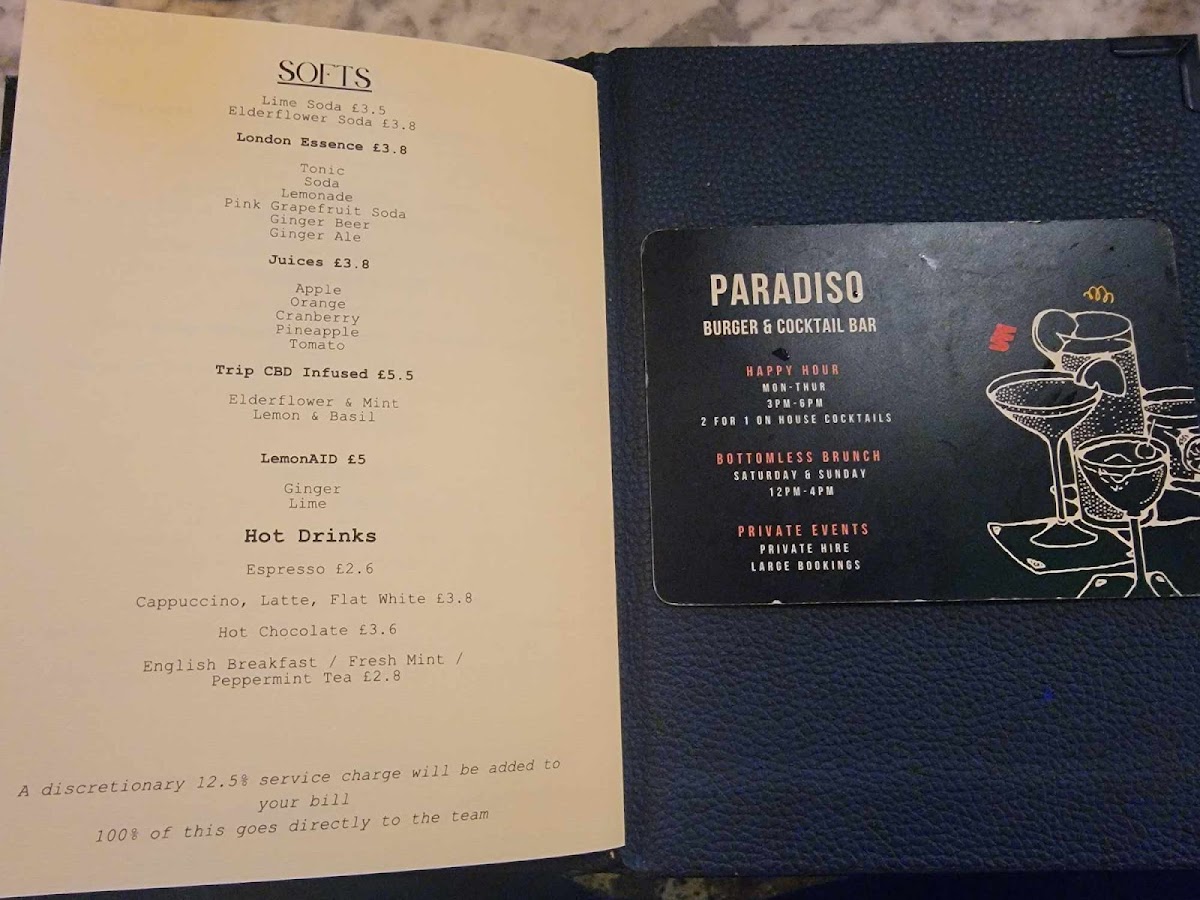 SOFTS
Lime Soda £3.5
Elderflower Soda £3.8
London Essence £3.8
Tonic
Soda
Lemonade
Pink Grapefruit Soda
Ginger Beer
Ginger Ale
Juices £3.8
Apple
Orange
Cranberry
Pineapple
Tomato
Trip CBD Infused £5.5
Elderflower & Mint
Lemon & Basil
LemonAID £5
Ginger
Lime
Hot Drinks
Espresso £2.6
Cappuccino, Latte, Flat White £3.8
Hot Chocolate £3.6
English Breakfast / Fresh Mint /
Peppermint Tea £2.8
A discretionary 12.5% service charge will be added to
your bill
100% of this goes directly to the team
PARADISO
BURGER & COCKTAIL BAR
HAPPY HOUR
MON-THUR
3PM-6PM
2 FOR 1 ON HOUSE COCKTAILS
BOTTOMLESS BRUNCH
SATURDAY & SUNDAY
12PM-4PM
PRIVATE EVENTS
PRIVATE HIRE
LARGE BOOKINGS